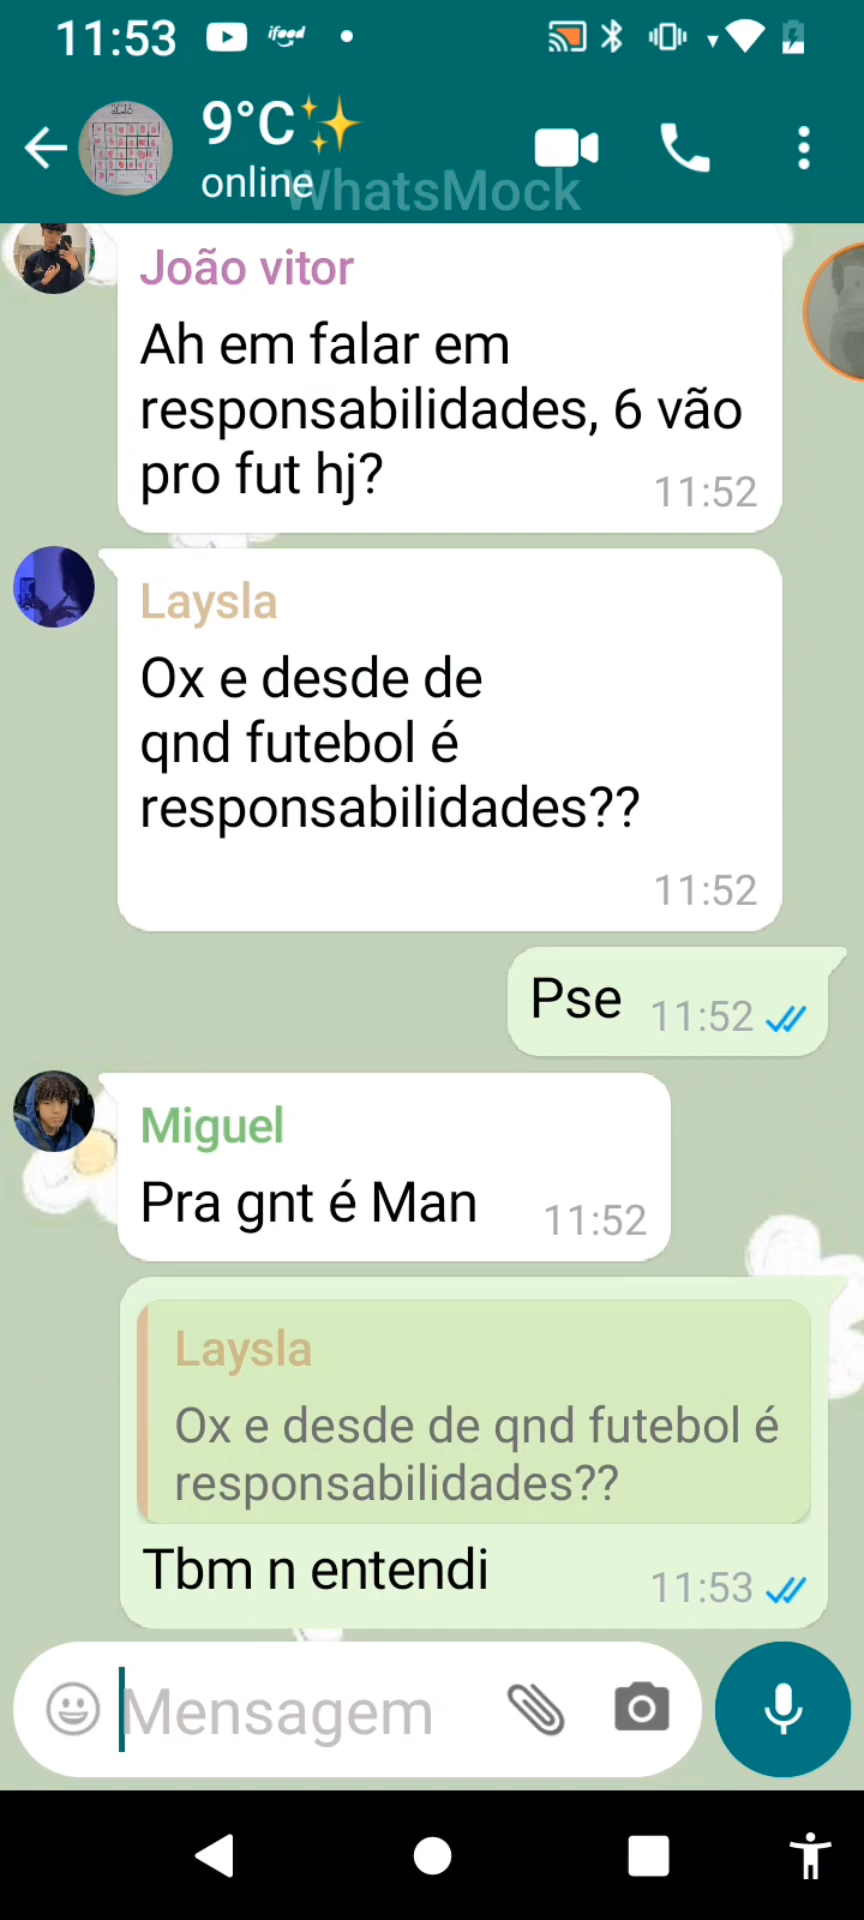 11:53
ifood
9°C✨
online
WhatsMock
João vitor
Ah em falar em
responsabilidades, 6 vão
pro fut hj?
11:52
Laysla
Ox e desde de
qnd futebol é
responsabilidades??
11:52
Pse
11:52
Miguel
Pra gnt é Man
11:52
Laysla
Ox e desde de qnd futebol é
responsabilidades??
Tbm n entendi
11:53
Mensagem